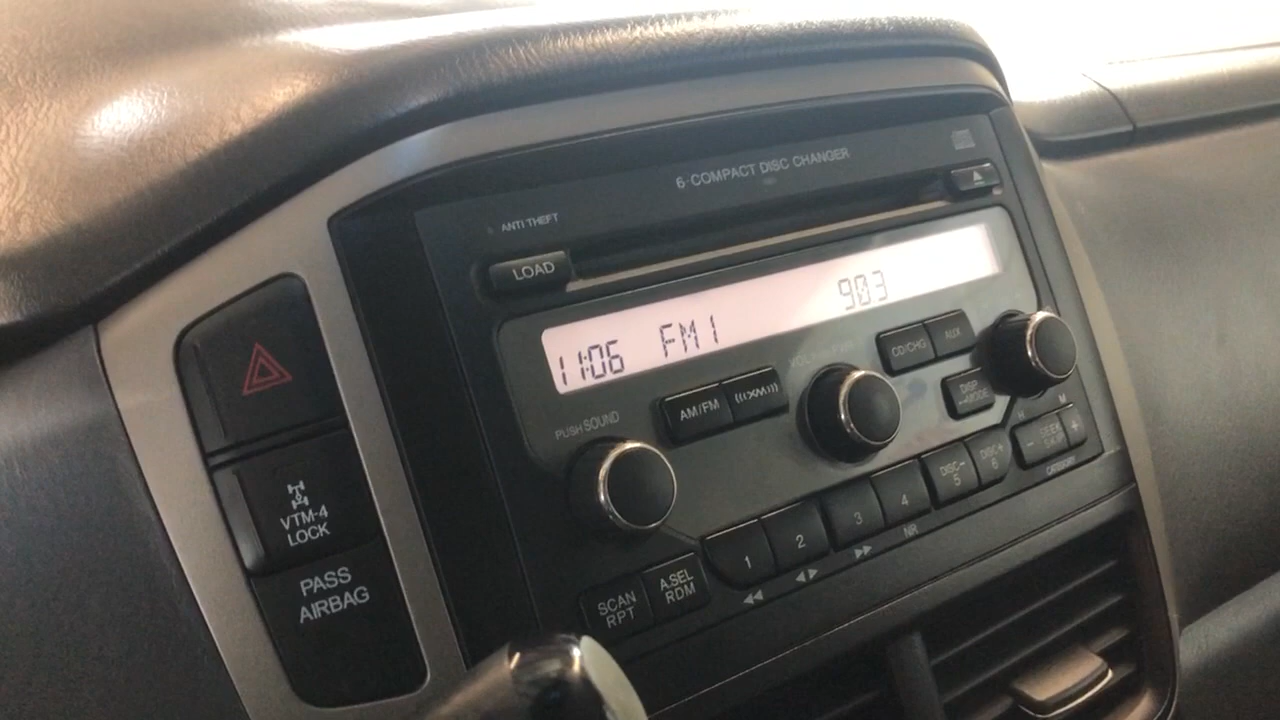 6 COMPACT DISC CHANGER
ANTI THEFT
LOAD
11:06 FM1 903
CD/CHG AUX
AM/FM ((XM))
PUSH SOUND
DISP
MODE
H M
- SEEK +
SKIP
CATEGORY
DISC- 5
DISC+ 6
1 2 3 4
NR
SCAN
RPT
A.SEL
RDM
VTM-4
LOCK
PASS
AIRBAG